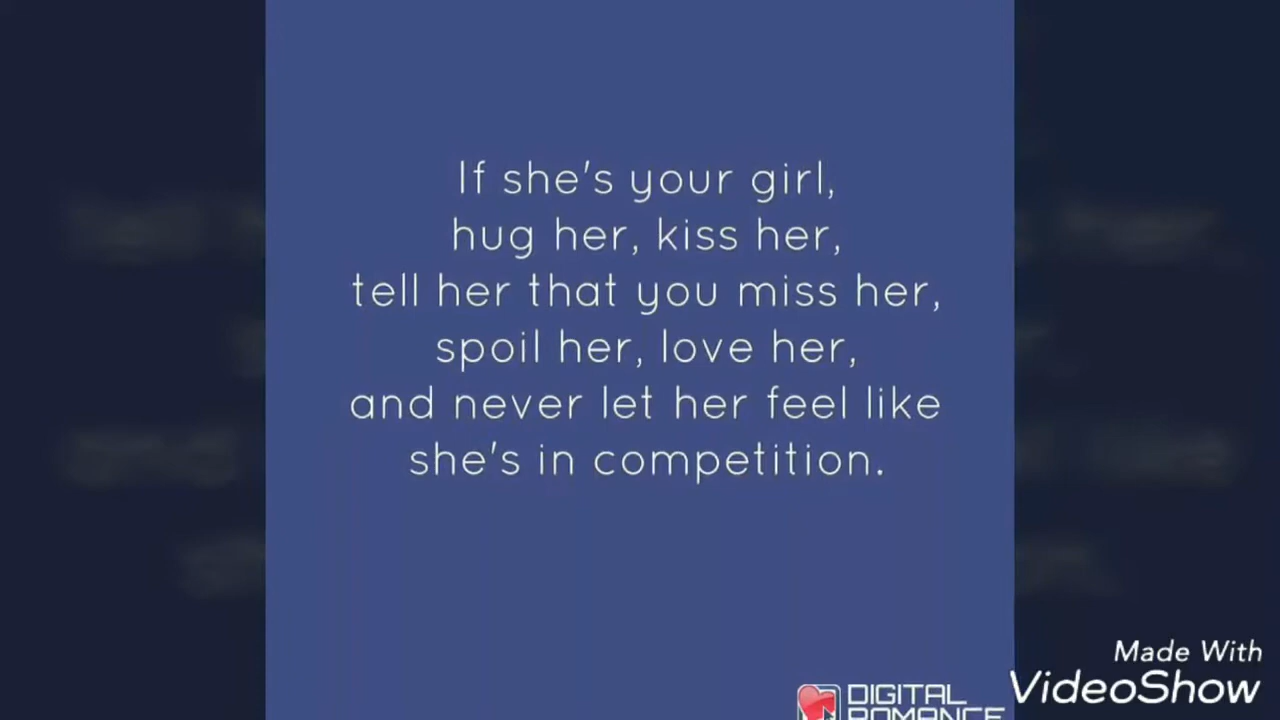 If she's your girl,
hug her, kiss her,
tell her that you miss her,
spoil her, love her,
and never let her feel like
she's in competition.
DIGITAL
ROMANCE
Made With
VideoShow